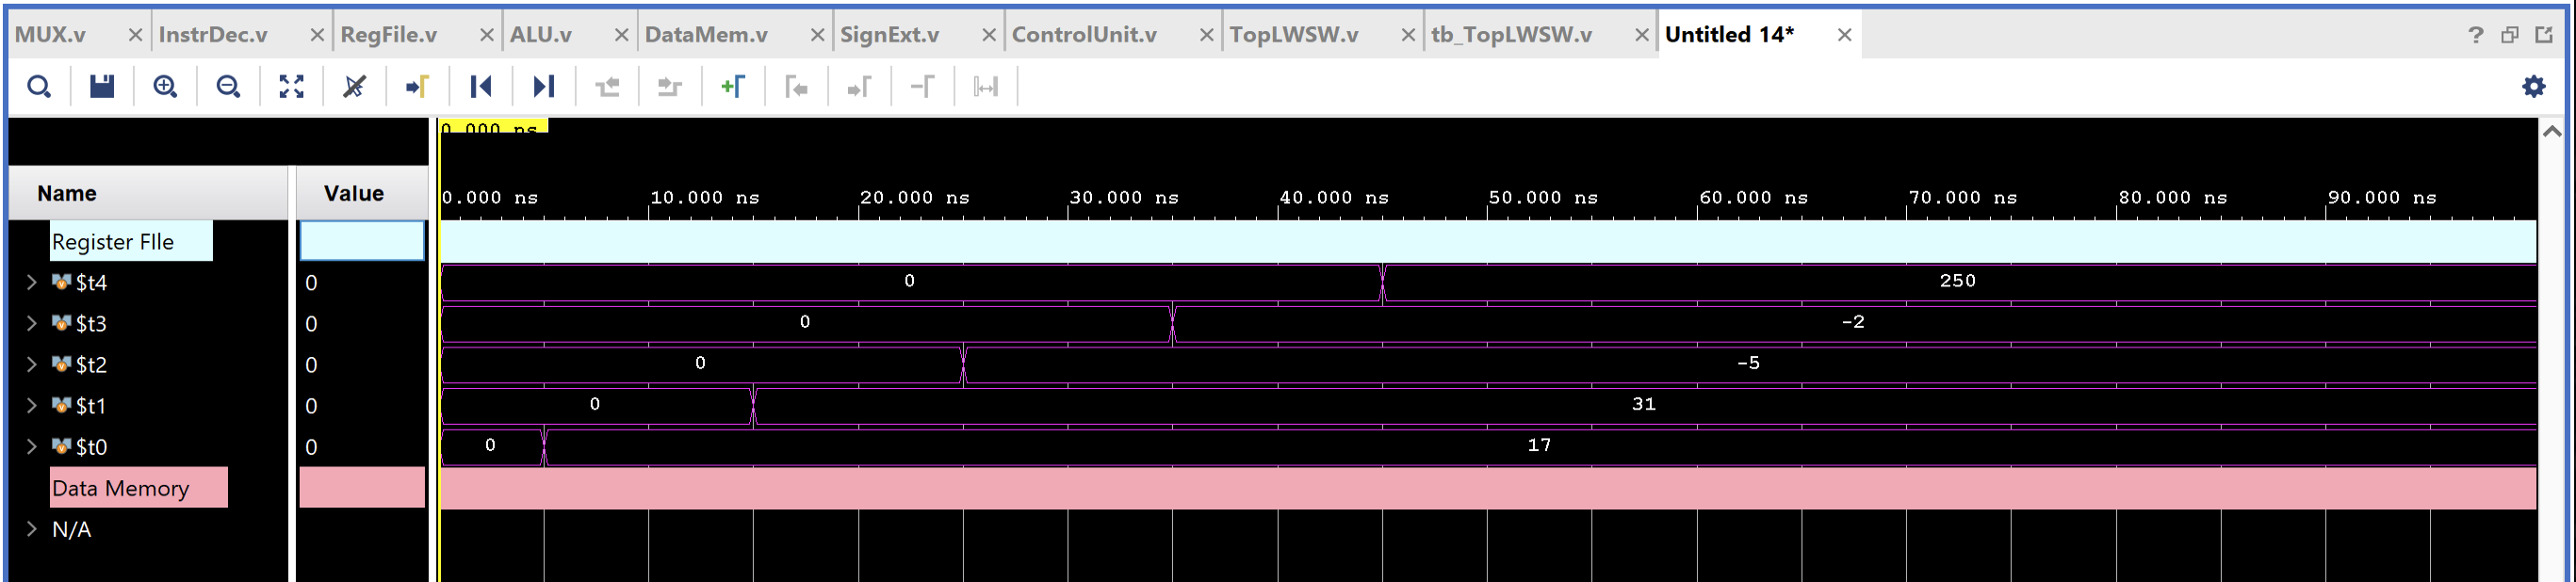 MUX.v InstrDec.v RegFile.v ALU.v DataMem.v SignExt.v ControlUnit.v TopLWSW.v tb_TopLWSW.v Untitled 14* ?
0.000 ns
Name Value 0.000 ns 10.000 ns 20.000 ns 30.000 ns 40.000 ns 50.000 ns 60.000 ns 70.000 ns 80.000 ns 90.000 ns
Register FIle
$t4 0 0 250
$t3 0 0 -2
$t2 0 0 -5
$t1 0 0 31
$t0 0 0 17
Data Memory
N/A